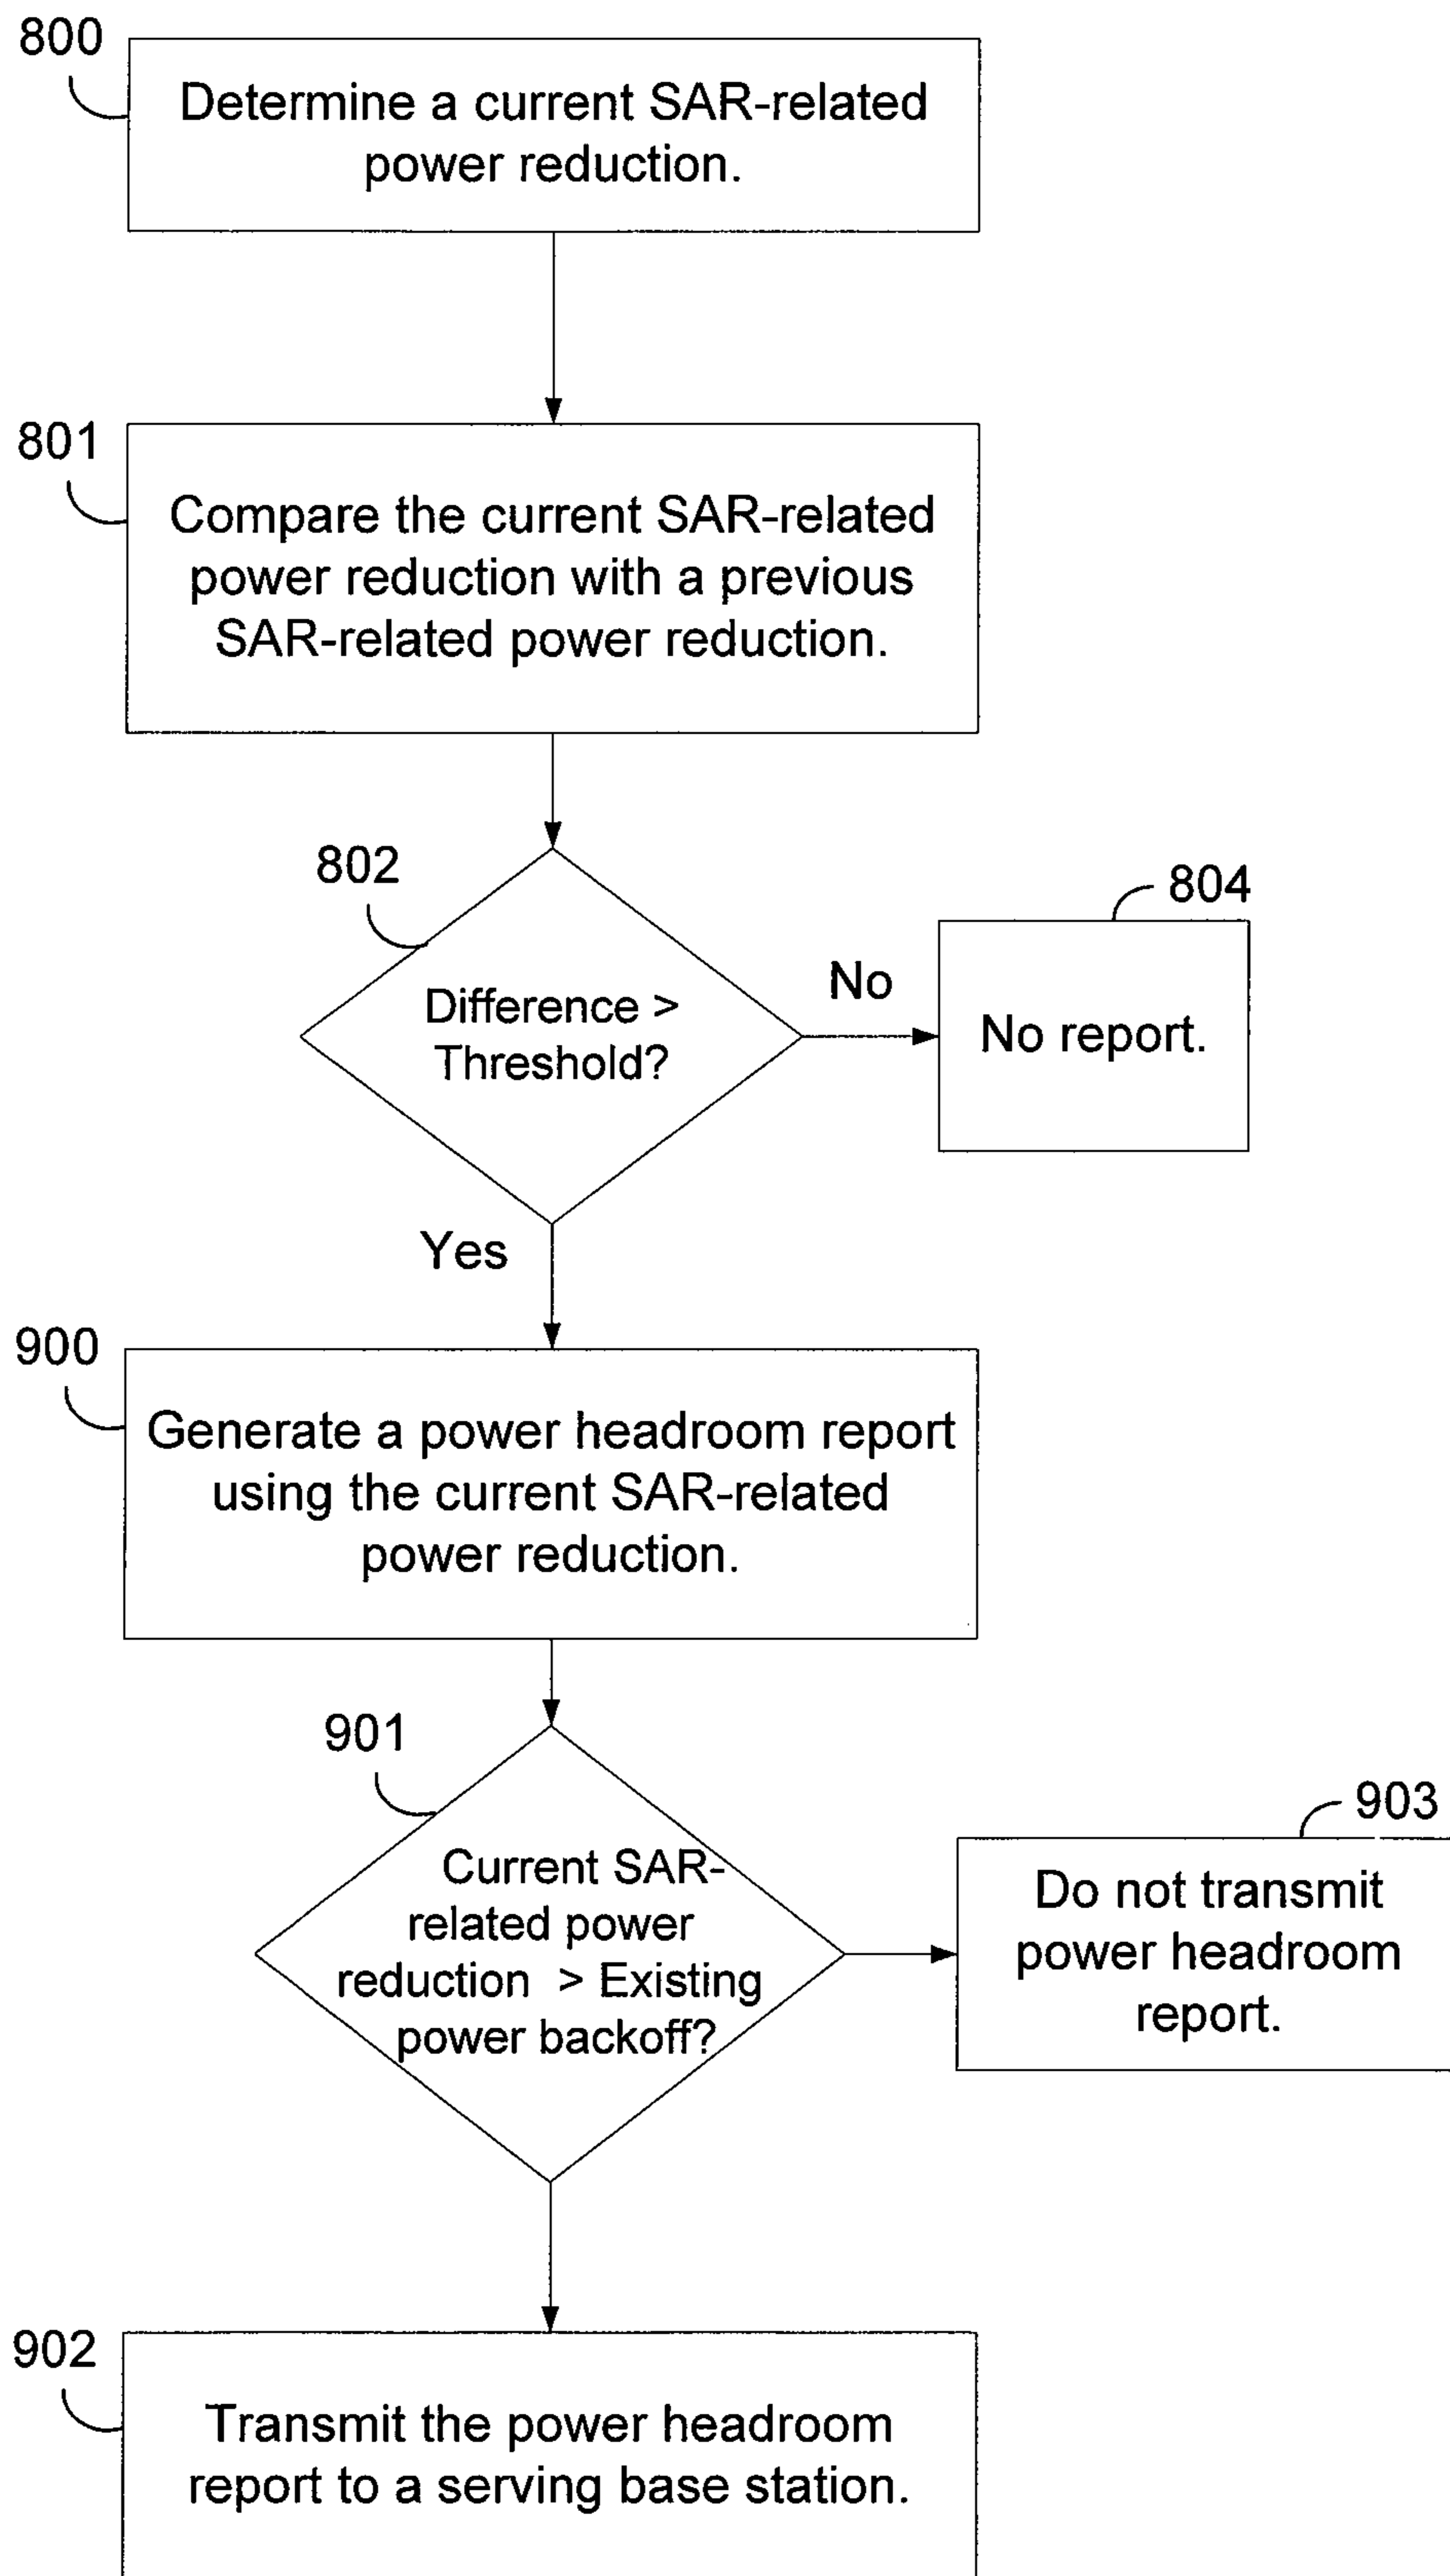 800
Determine a current SAR-related
power reduction.
801
Compare the current SAR-related
power reduction with a previous
SAR-related power reduction.
802
Difference >
Threshold?
No
804
No report.
Yes
900
Generate a power headroom report
using the current SAR-related
power reduction.
901
Current SAR-
related power
reduction > Existing
power backoff?
903
Do not transmit
power headroom
report.
902
Transmit the power headroom
report to a serving base station.